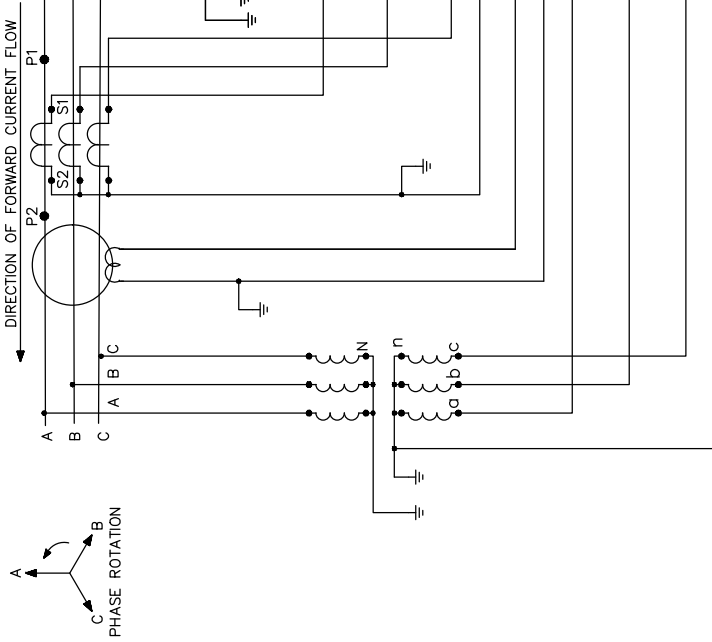 DIRECTION OF FORWARD CURRENT FLOW
P1
S1
S2
P2
C
B
A
N
n
c
b
a
A
B
C
A
B
C
PHASE ROTATION